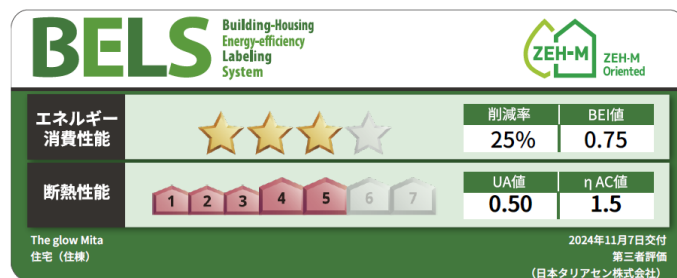 BELS
Building-Housing
Energy-efficiency
Labeling
System
ZEH-M
ZEH-M
Oriented
エネルギー
消費性能
削減率 BEI値
25% 0.75
断熱性能
1 2 3 4 5 6 7
UA値 η AC値
0.50 1.5
The glow Mita
住宅（住棟）
2024年11月7日交付
第三者評価
（日本タリアセン株式会社）